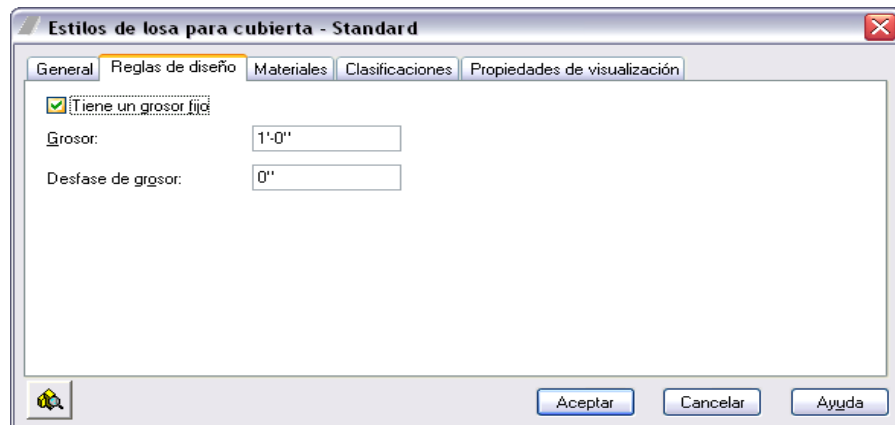 Estilos de losa para cubierta - Standard
General Reglas de diseño Materiales Clasificaciones Propiedades de visualización
Tiene un grosor fijo
Grosor: 1'-0"
Desfase de grosor: 0"
Aceptar Cancelar Ayuda